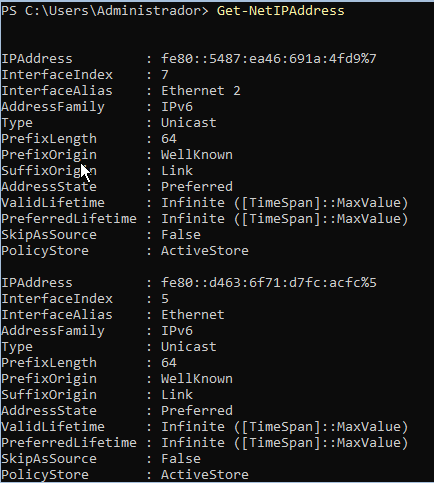 PS C:\Users\Administrador> Get-NetIPAddress
IPAddress : fe80::5487:ea46:691a:4fd9%7
InterfaceIndex : 7
InterfaceAlias : Ethernet 2
AddressFamily : IPv6
Type : Unicast
PrefixLength : 64
PrefixOrigin : WellKnown
SuffixOrigin : Link
AddressState : Preferred
ValidLifetime : Infinite ([TimeSpan]::MaxValue)
PreferredLifetime : Infinite ([TimeSpan]::MaxValue)
SkipAsSource : False
PolicyStore : ActiveStore
IPAddress : fe80::d463:6f71:d7fc:acfc%5
InterfaceIndex : 5
InterfaceAlias : Ethernet
AddressFamily : IPv6
Type : Unicast
PrefixLength : 64
PrefixOrigin : WellKnown
SuffixOrigin : Link
AddressState : Preferred
ValidLifetime : Infinite ([TimeSpan]::MaxValue)
PreferredLifetime : Infinite ([TimeSpan]::MaxValue)
SkipAsSource : False
PolicyStore : ActiveStore